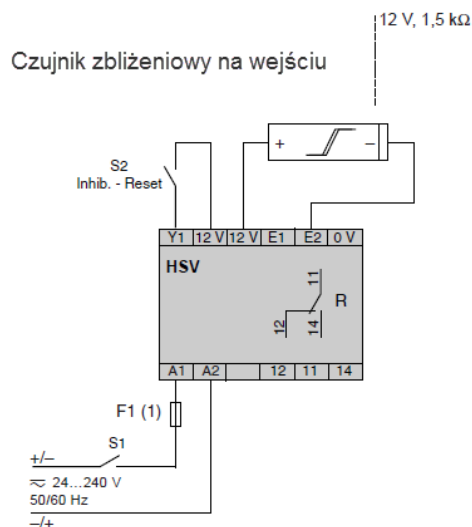 12 V, 1,5 kΩ
Czujnik zbliżeniowy na wejściu
+ –
S2
Inhib. - Reset
Y1 12 V 12 V E1 E2 0 V
HSV
11
R
12 14
A1 A2 12 11 14
F1 (1)
S1
+/–
≂ 24...240 V
50/60 Hz
–/+